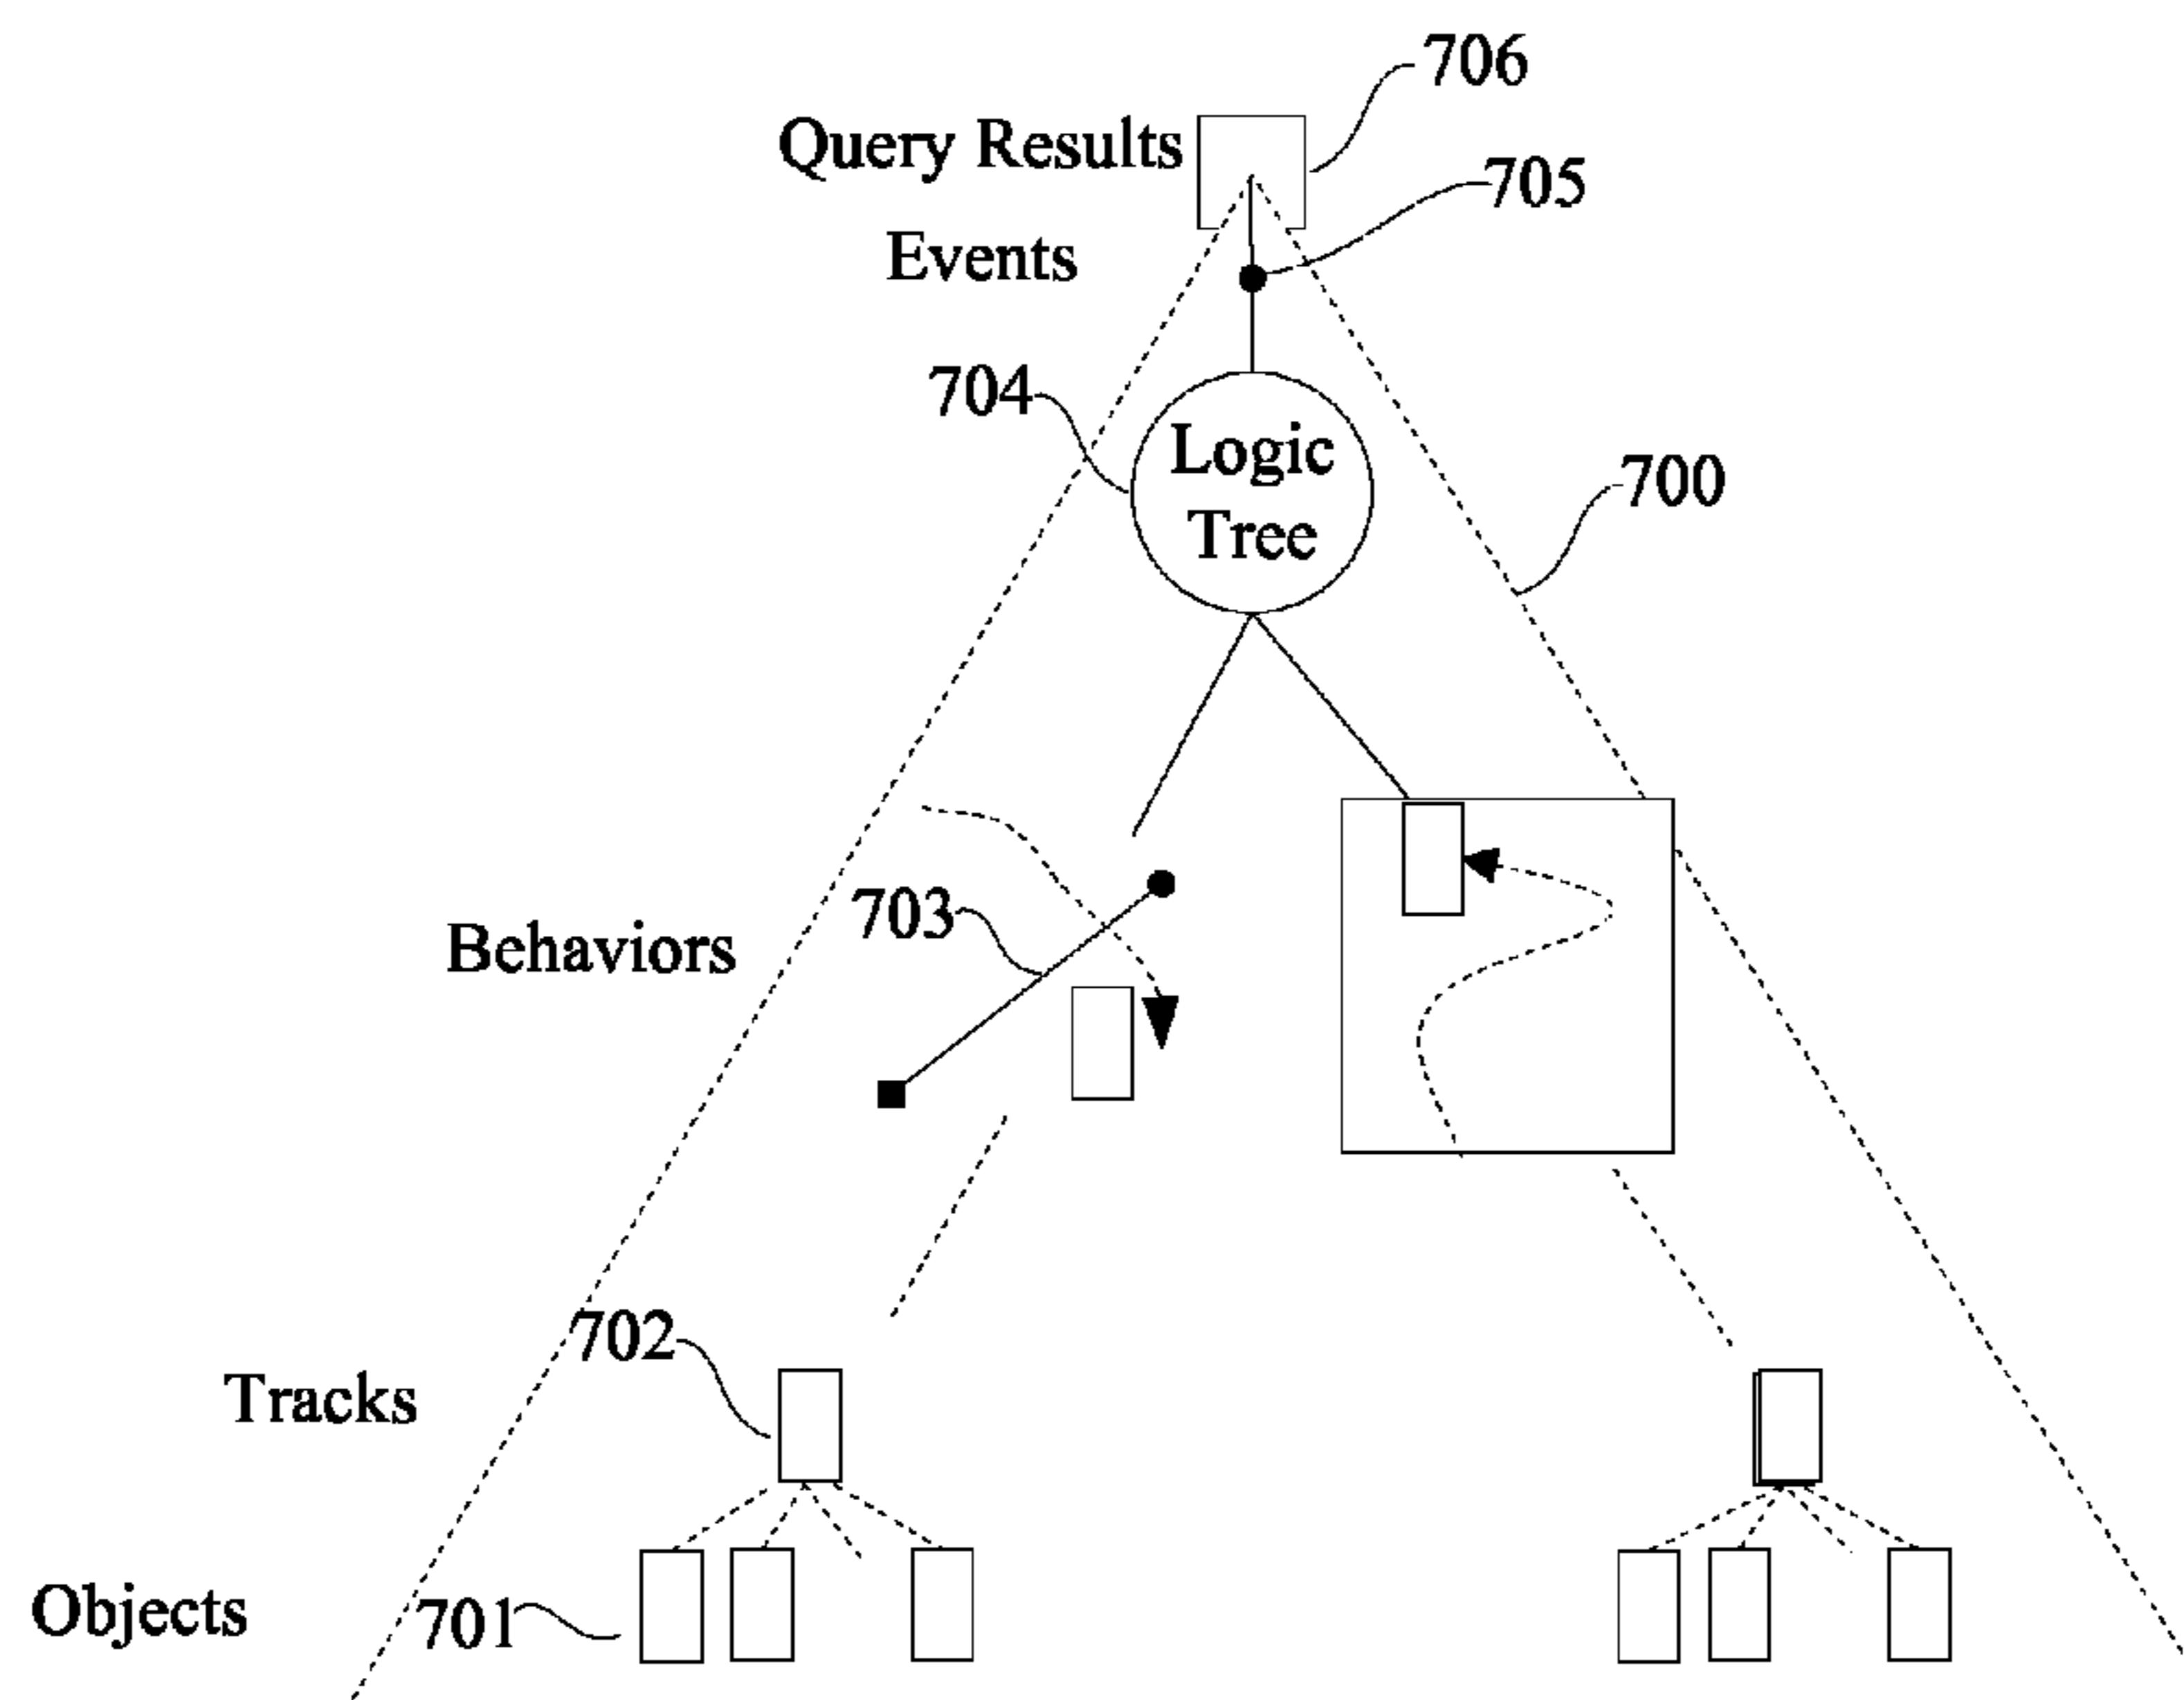 706
Query Results
705
Events
704
Logic
Tree
700
703
Behaviors
702
Tracks
Objects
701